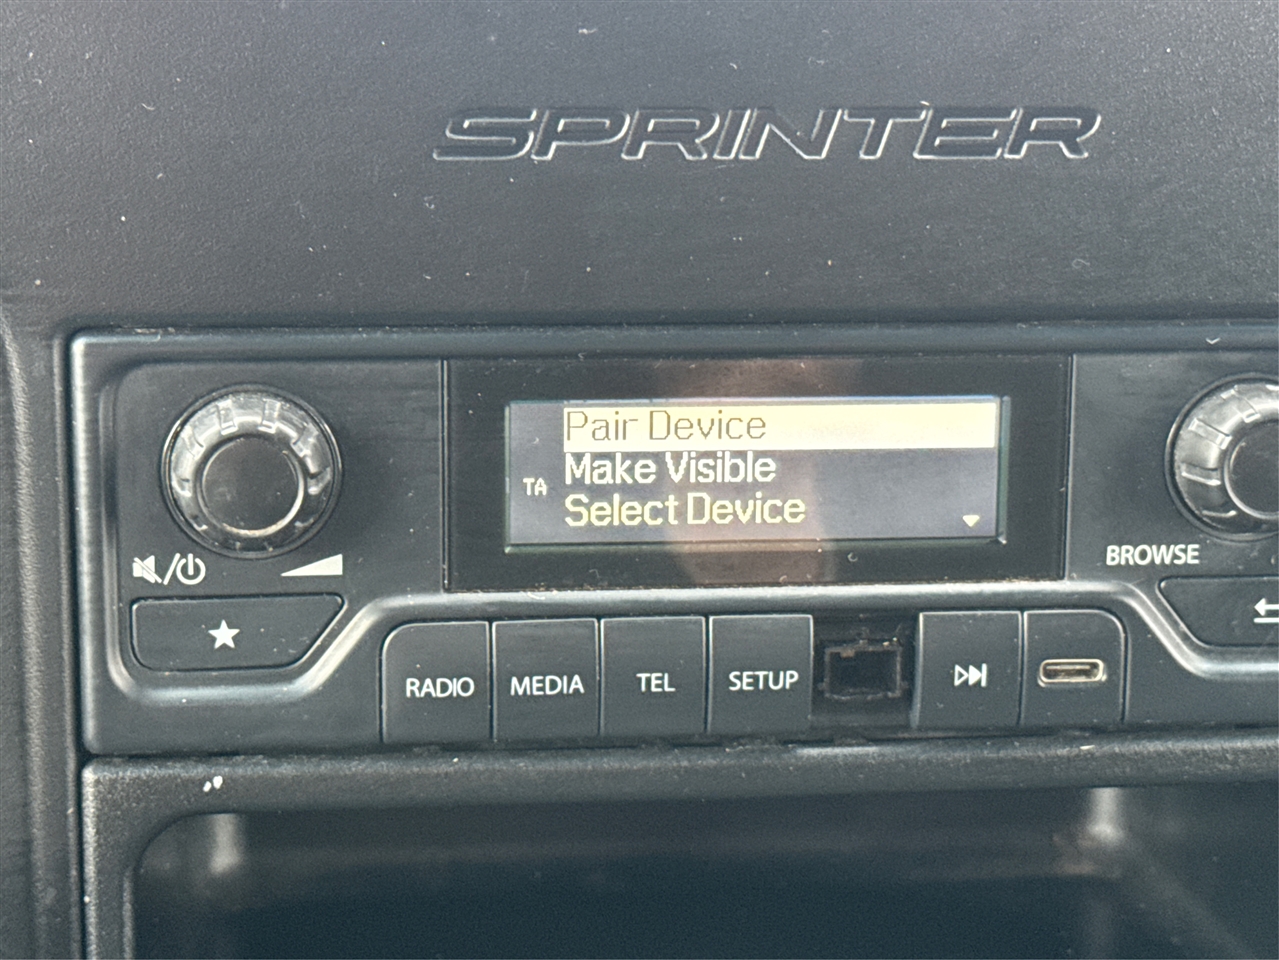 SPRINTER
Pair Device
Make Visible
TA
Select Device
BROWSE
RADIO
MEDIA
TEL
SETUP